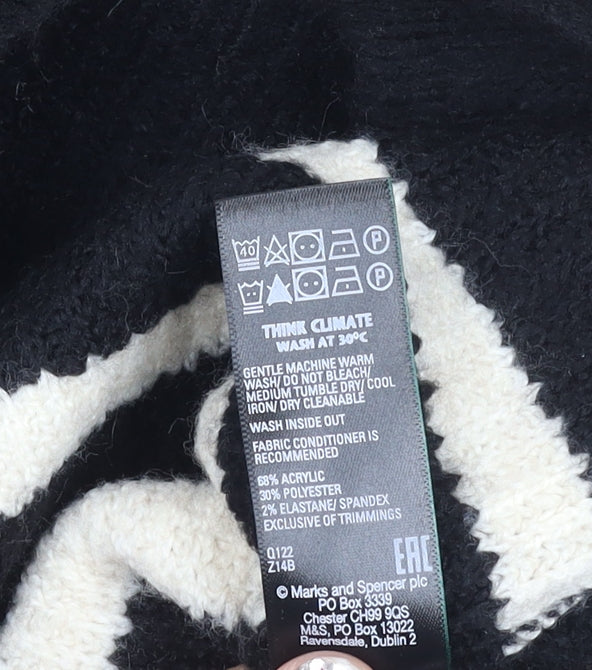 40 P
P
THINK CLIMATE
WASH AT 30ºC
GENTLE MACHINE WARM
WASH/ DO NOT BLEACH/
MEDIUM TUMBLE DRY/ COOL
IRON/ DRY CLEANABLE
WASH INSIDE OUT
FABRIC CONDITIONER IS
RECOMMENDED
68% ACRYLIC
30% POLYESTER
2% ELASTANE/ SPANDEX
EXCLUSIVE OF TRIMMINGS
Q122
Z14B
EAC
© Marks and Spencer plc
PO Box 3339
Chester CH99 9QS
M&S, PO Box 13022
Ravensdale, Dublin 2